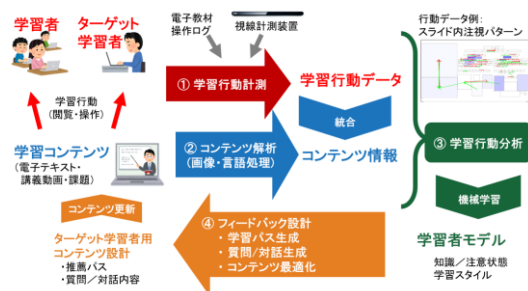 学習者
ターゲット
学習者
電子教材
操作ログ
視線計測装置
行動データ例:
スライド内注視パターン
① 学習行動計測
学習行動データ
学習行動
(閲覧・操作)
統合
学習コンテンツ
(電子テキスト・
講義動画・課題)
② コンテンツ解析
(画像・言語処理)
コンテンツ情報
③ 学習行動分析
機械学習
コンテンツ更新
ターゲット学習者用
コンテンツ設計
・推薦パス
・質問/対話内容
④ フィードバック設計
・学習パス生成
・質問/対話生成
・コンテンツ最適化
学習者モデル
知識/注意状態
学習スタイル